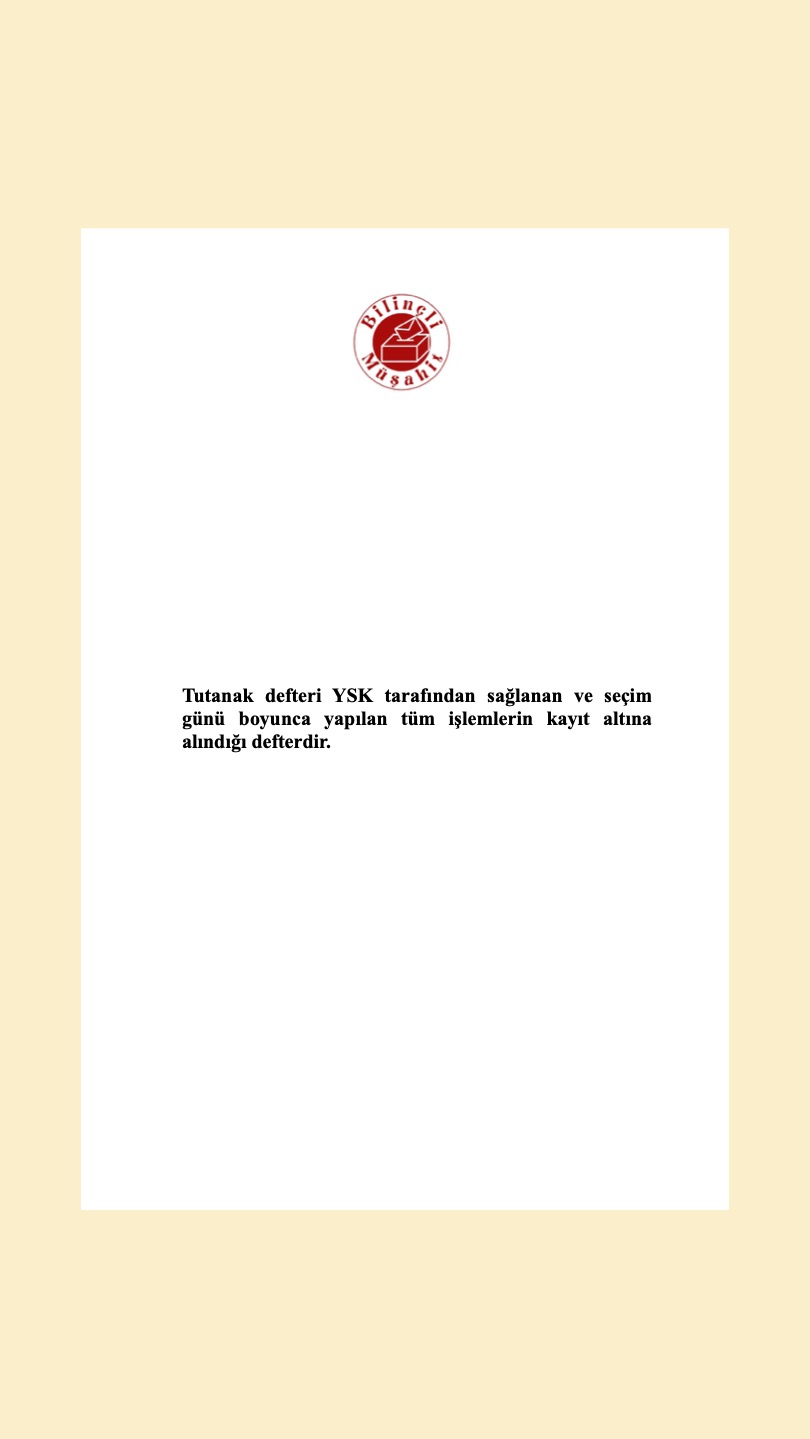 Bilinçli
Müşahit
Tutanak defteri YSK tarafından sağlanan ve seçim
günü boyunca yapılan tüm işlemlerin kayıt altına
alındığı defterdir.